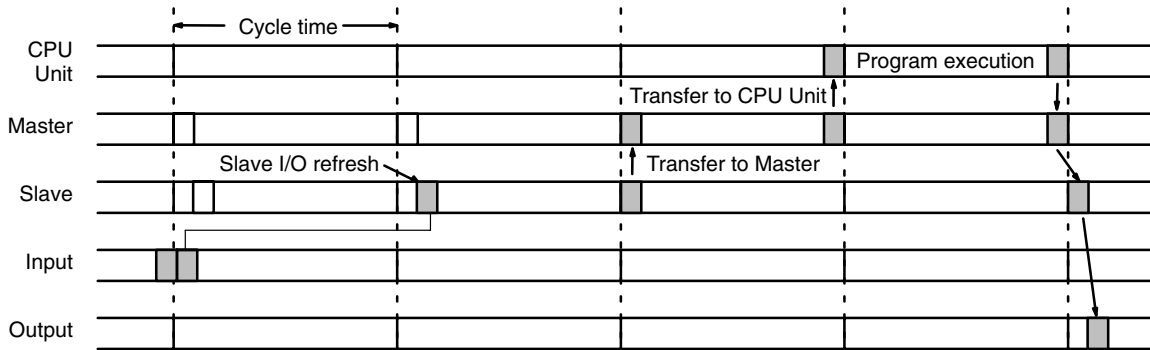 Cycle time
CPU
Unit
Program execution
Transfer to CPU Unit
Master
Slave I/O refresh
Transfer to Master
Slave
Input
Output